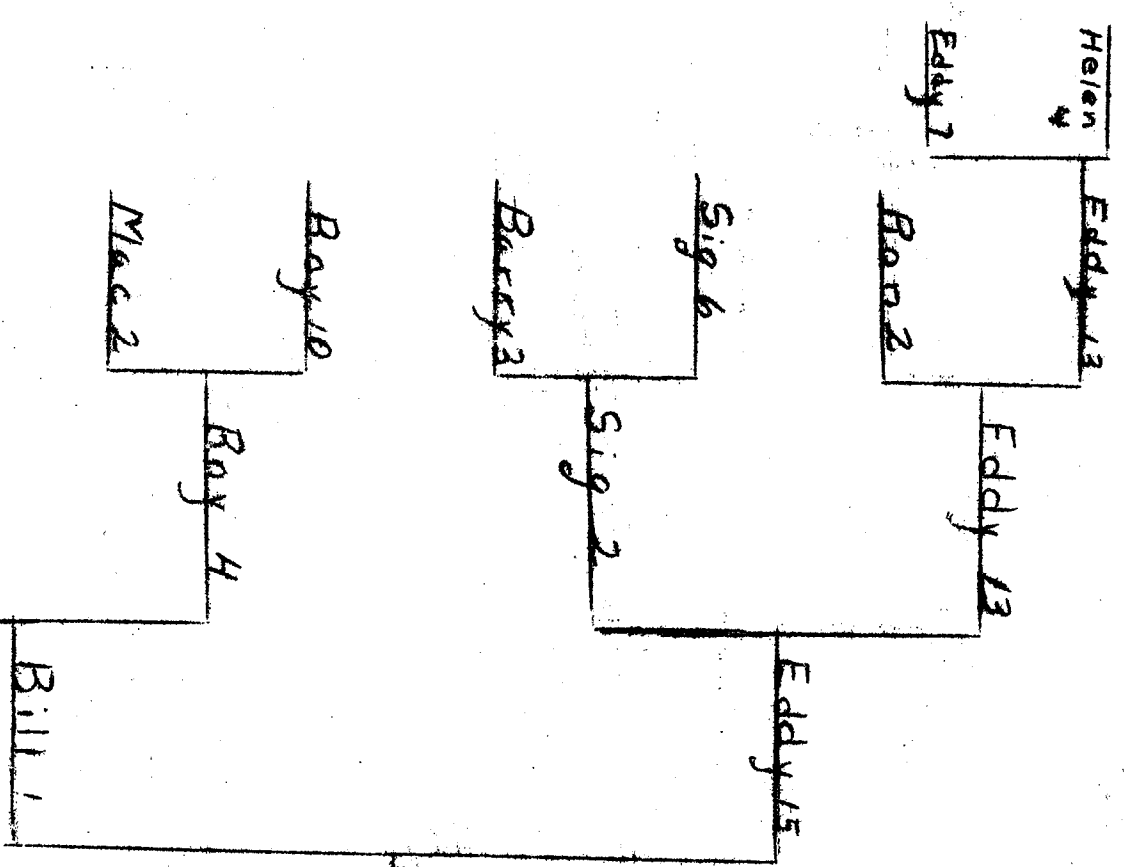 Helen
4
Eddy 7
Eddy 13
Ron 2
Sig 6
Barry 3
Ray 10
Mac 2
Eddy 13
Sig 2
Ray 4
Eddy 15
Bill 1